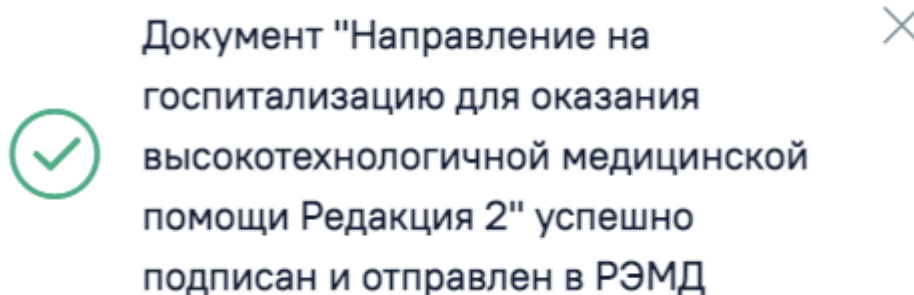 Документ "Направление на
госпитализацию для оказания
высокотехнологичной медицинской
помощи Редакция 2" успешно
подписан и отправлен в РЭМД